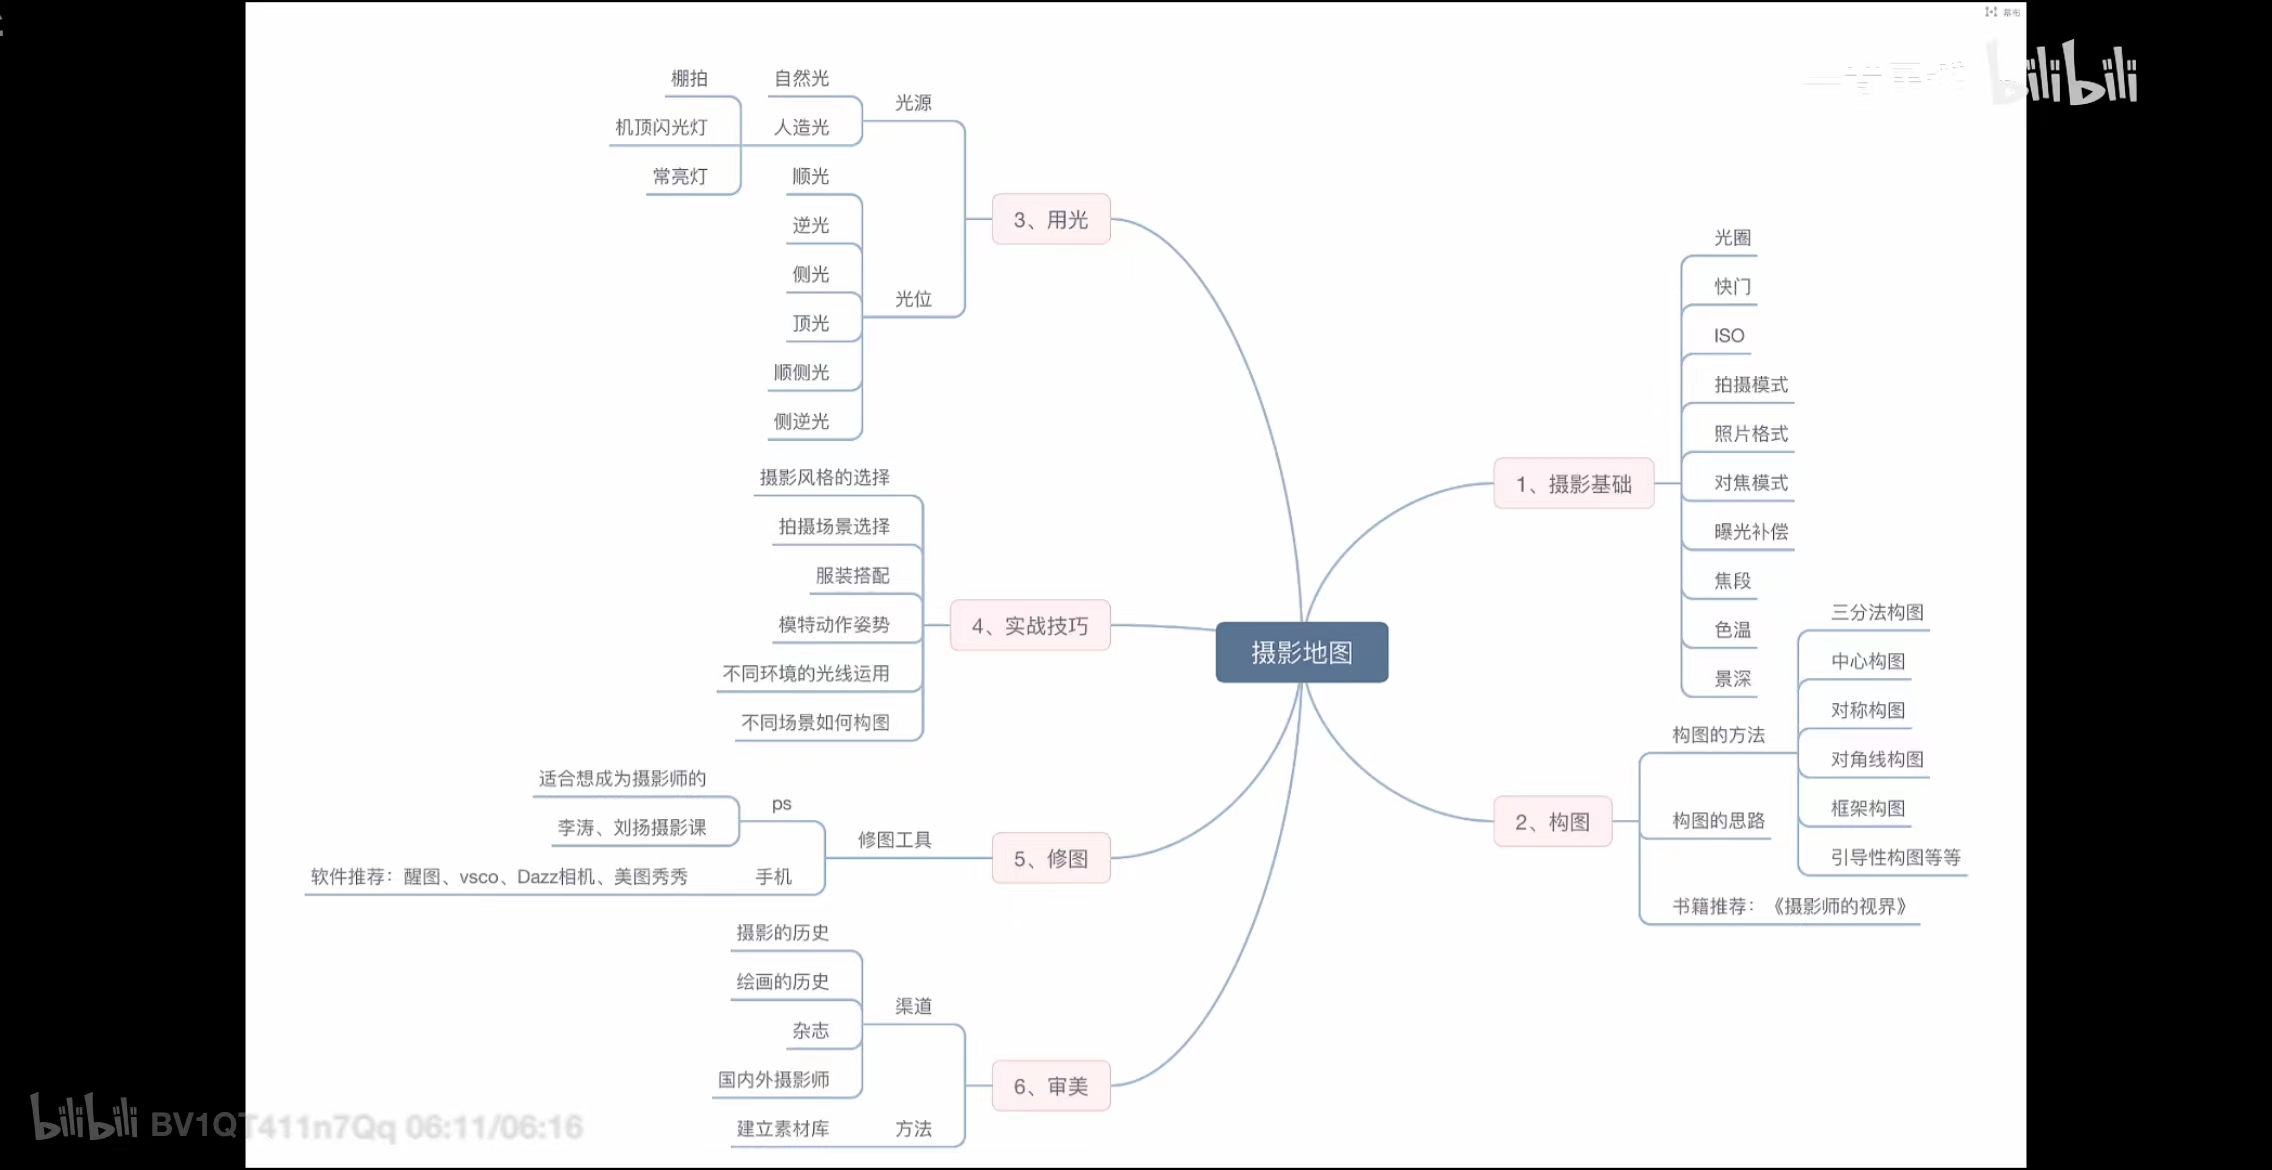 幕布
bilibili
摄影地图
1、摄影基础
光圈
快门
ISO
拍摄模式
照片格式
对焦模式
曝光补偿
焦段
色温
景深
2、构图
构图的方法
三分法构图
中心构图
对称构图
对角线构图
框架构图
引导性构图等等
构图的思路
书籍推荐：《摄影师的视界》
3、用光
光源
自然光
人造光
棚拍
机顶闪光灯
常亮灯
光位
顺光
逆光
侧光
顶光
顺侧光
侧逆光
4、实战技巧
摄影风格的选择
拍摄场景选择
服装搭配
模特动作姿势
不同环境的光线运用
不同场景如何构图
5、修图
修图工具
ps
适合想成为摄影师的
李涛、刘扬摄影课
手机
软件推荐：醒图、vsco、Dazz相机、美图秀秀
6、审美
渠道
摄影的历史
绘画的历史
杂志
国内外摄影师
方法
建立素材库
bilibili BV1QT411n7Qq 06:11/06:16